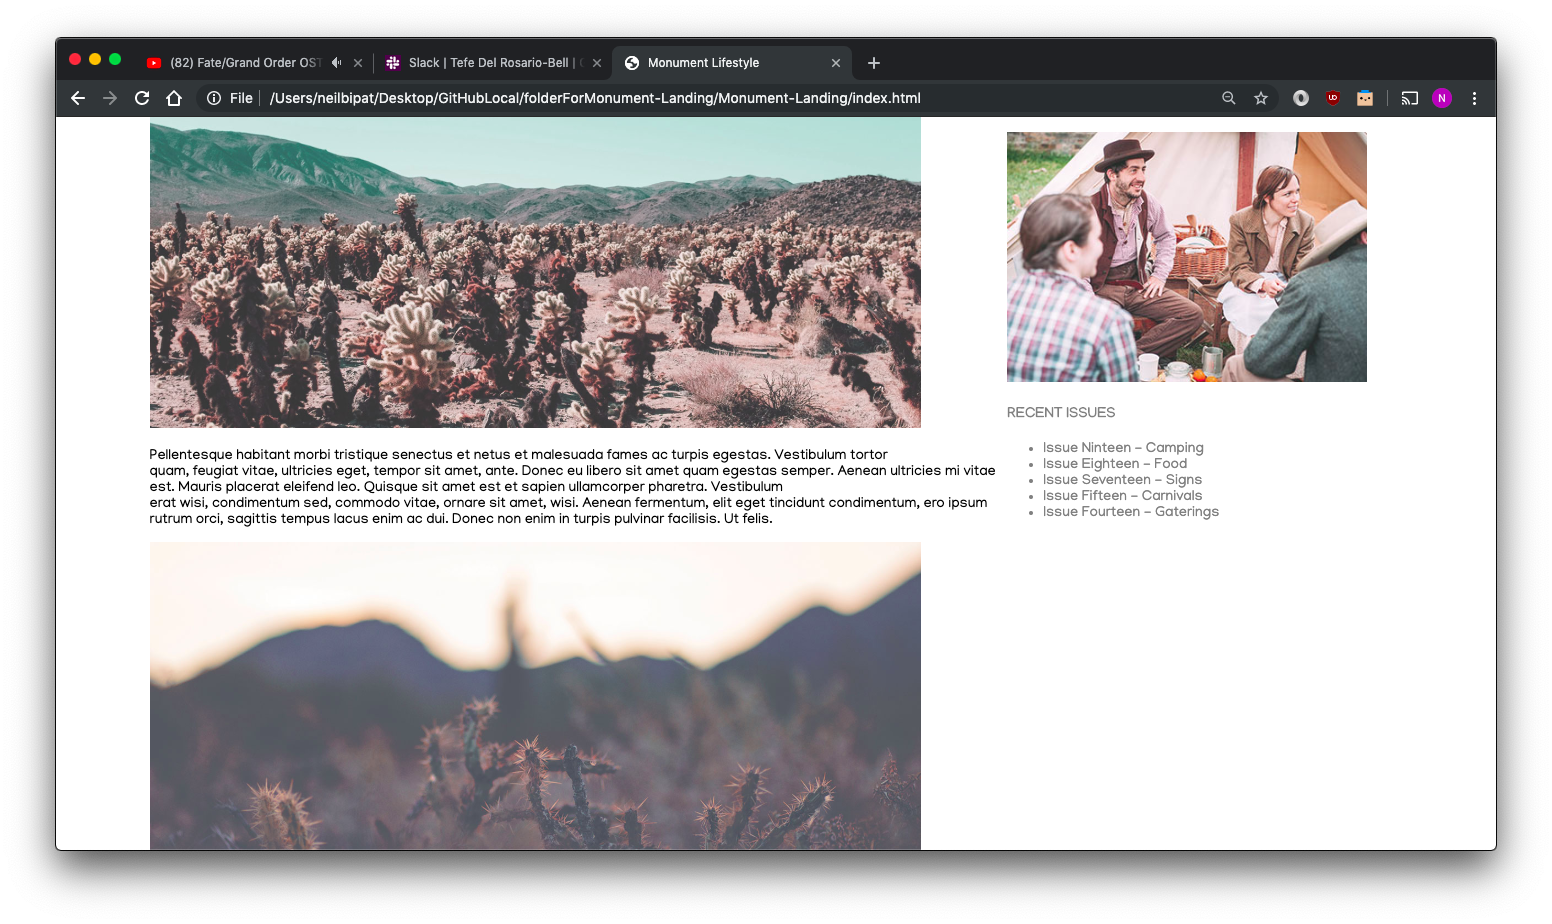 (82) Fate/Grand Order OST
Slack | Tefe Del Rosario-Bell |
Monument Lifestyle
File
/Users/neilbipat/Desktop/GitHubLocal/folderForMonument-Landing/Monument-Landing/index.html
N
Pellentesque habitant morbi tristique senectus et netus et malesuada fames ac turpis egestas. Vestibulum tortor
quam, feugiat vitae, ultricies eget, tempor sit amet, ante. Donec eu libero sit amet quam egestas semper. Aenean ultricies mi vitae
est. Mauris placerat eleifend leo. Quisque sit amet est et sapien ullamcorper pharetra. Vestibulum
erat wisi, condimentum sed, commodo vitae, ornare sit amet, wisi. Aenean fermentum, elit eget tincidunt condimentum, ero ipsum
rutrum orci, sagittis tempus lacus enim ac dui. Donec non enim in turpis pulvinar facilisis. Ut felis.
RECENT ISSUES
• Issue Ninteen – Camping
• Issue Eighteen – Food
• Issue Seventeen – Signs
• Issue Fifteen – Carnivals
• Issue Fourteen – Gaterings